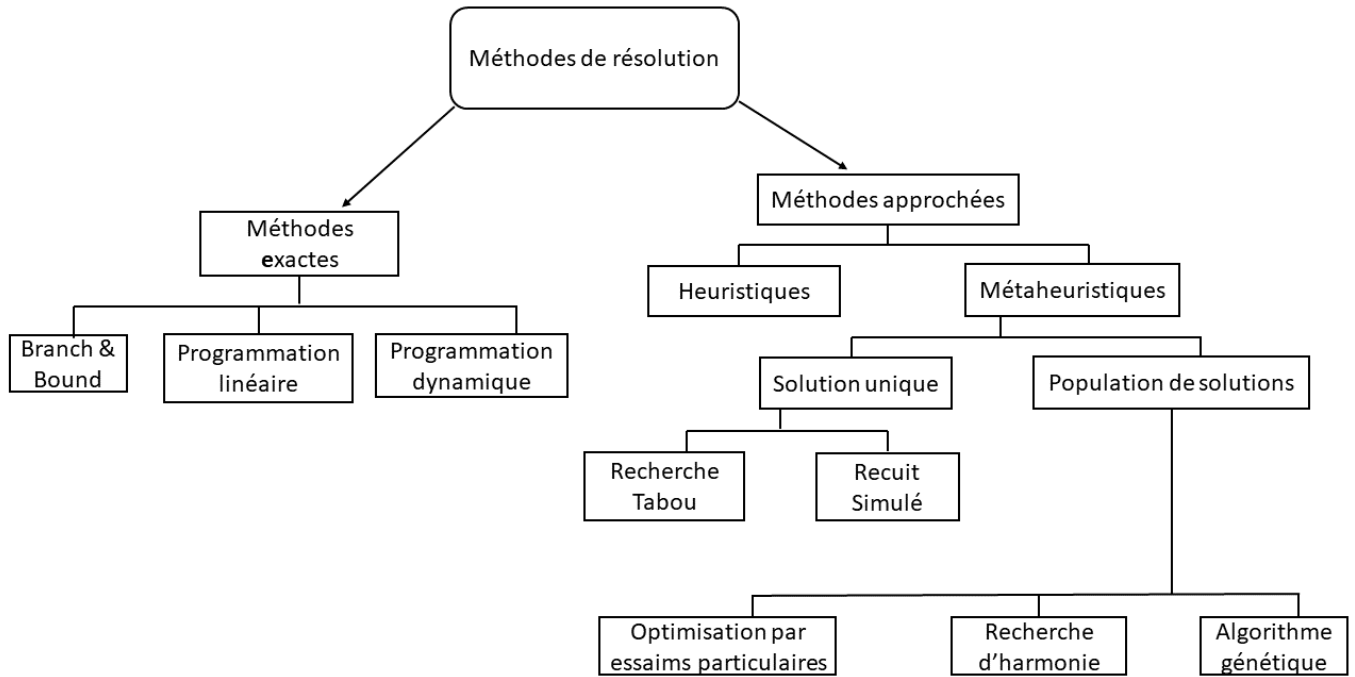 Méthodes de résolution
Méthodes approchées
Méthodes
exactes
Heuristiques
Métaheuristiques
Branch &
Bound
Programmation
linéaire
Programmation
dynamique
Solution unique
Population de solutions
Recherche
Tabou
Recuit
Simulé
Optimisation par
essaims particulaires
Recherche
d’harmonie
Algorithme
génétique